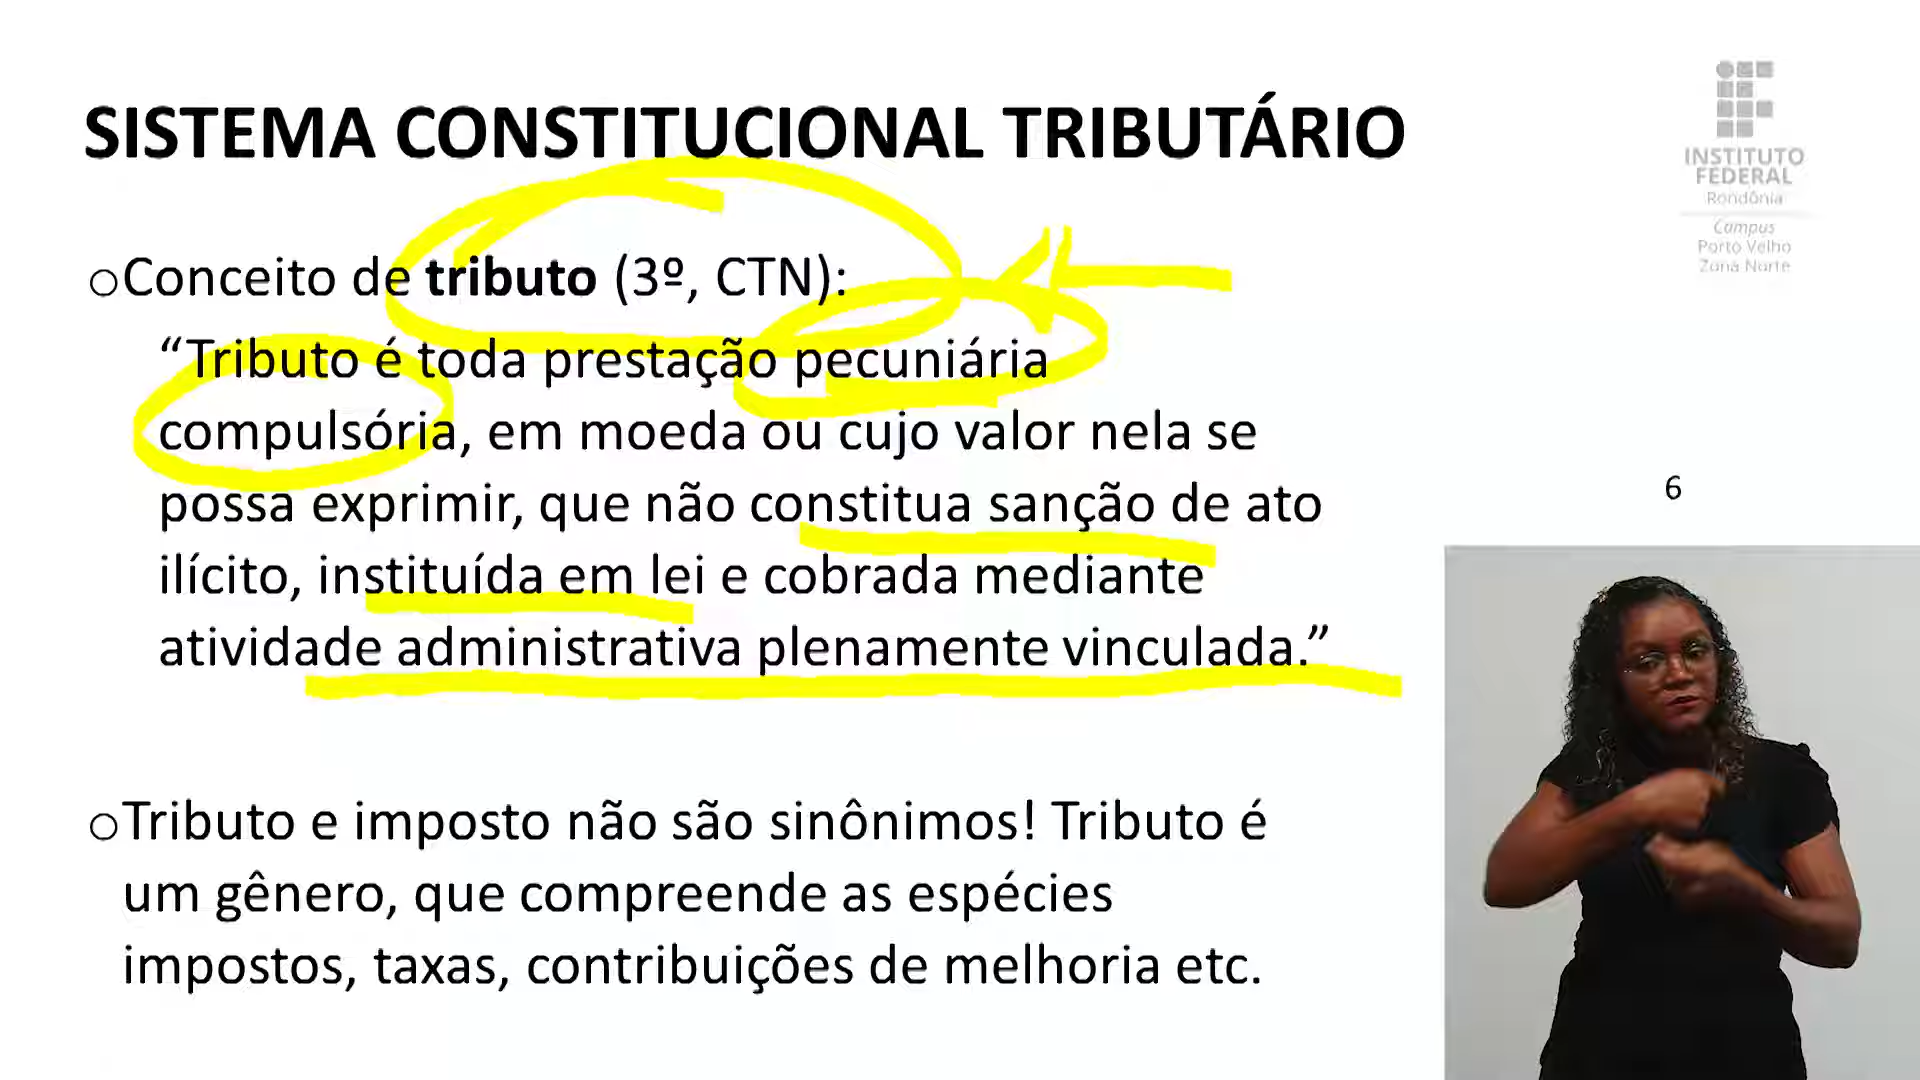 SISTEMA CONSTITUCIONAL TRIBUTÁRIO
INSTITUTO
FEDERAL
Rondônia
Campus
Porto Velho
Zona Norte
oConceito de tributo (3º, CTN):
“Tributo é toda prestação pecuniária
compulsória, em moeda ou cujo valor nela se
possa exprimir, que não constitua sanção de ato
ilícito, instituída em lei e cobrada mediante
atividade administrativa plenamente vinculada.”
6
oTributo e imposto não são sinônimos! Tributo é
um gênero, que compreende as espécies
impostos, taxas, contribuições de melhoria etc.